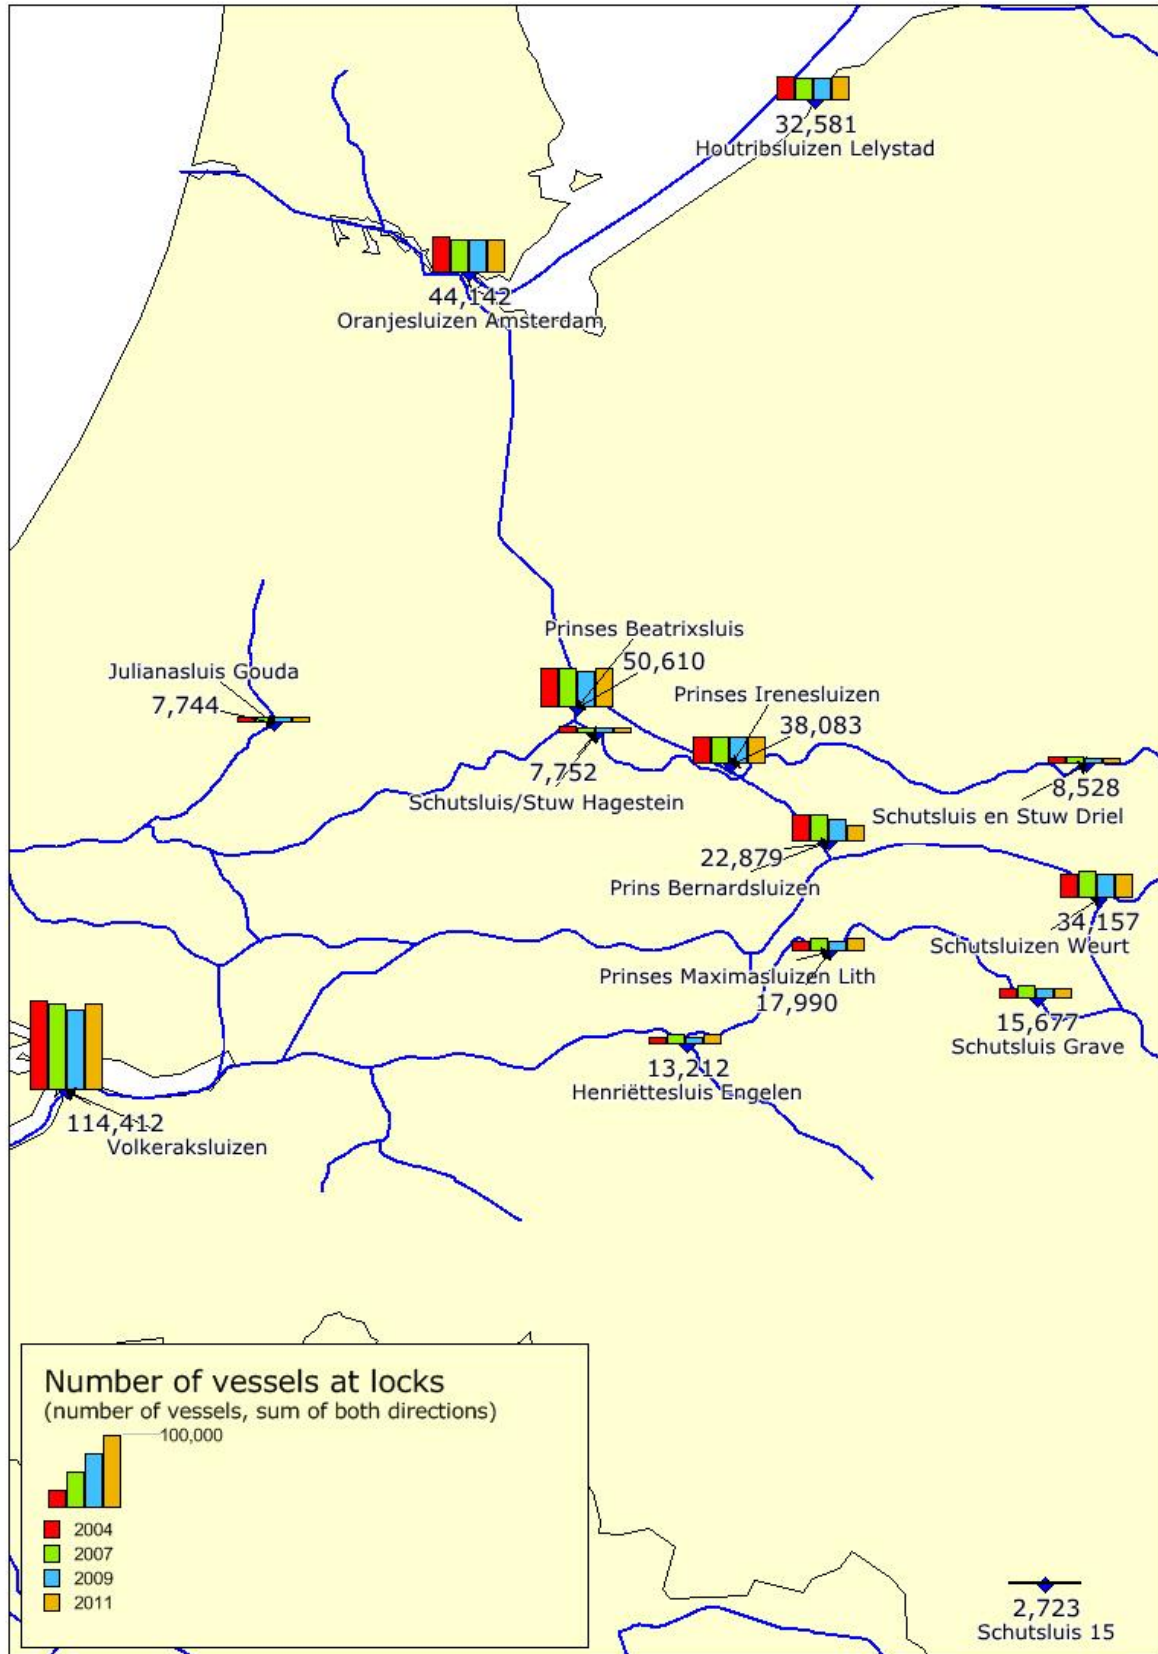 32,581
Houtribsluizen Lelystad
44,142
Oranjesluizen Amsterdam
Prinses Beatrixsluis
50,610
Julianasluis Gouda
7,744
Prinses Irenesluizen
38,083
7,752
Schutsluis/Stuw Hagestein
8,528
Schutsluis en Stuw Driel
22,879
Prins Bernardsluizen
34,157
Schutsluizen Weurt
Prinses Maximasluizen Lith
17,990
15,677
Schutsluis Grave
13,212
Henriëttesluis Engelen
114,412
Volkeraksluizen
Number of vessels at locks
(number of vessels, sum of both directions)
100,000
2004
2007
2009
2011
2,723
Schutsluis 15